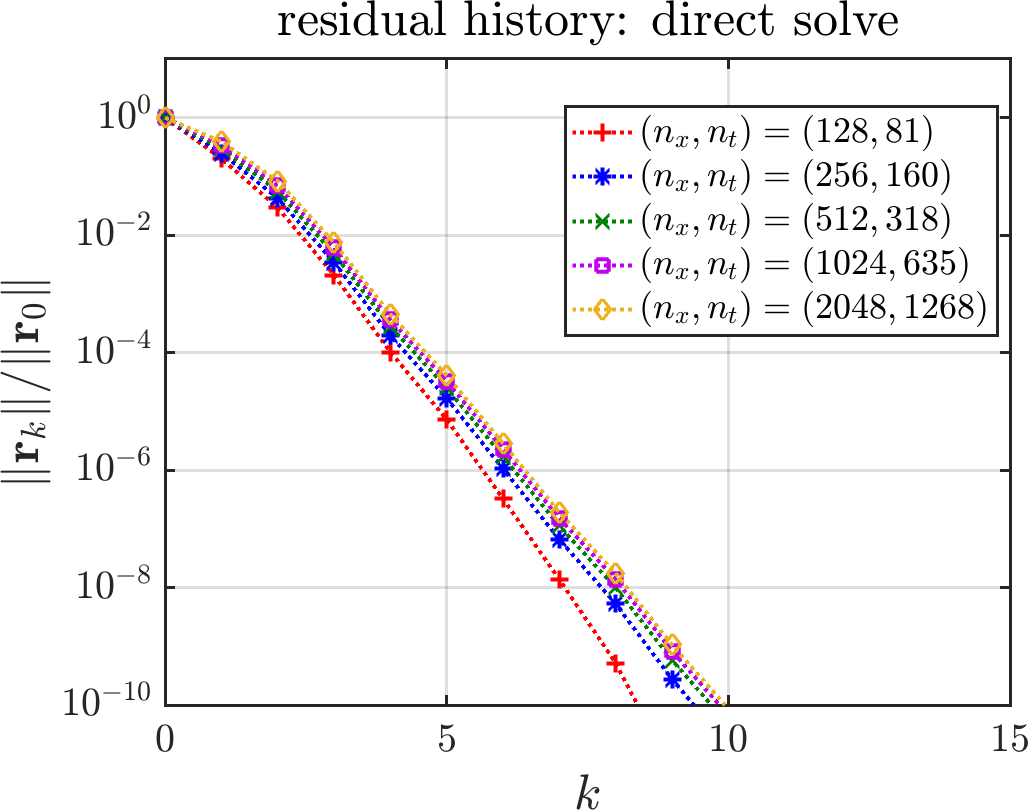 residual history: direct solve
||r_k||/||r_0||
10^0
10^{-2}
10^{-4}
10^{-6}
10^{-8}
10^{-10}
(n_x, n_t) = (128, 81)
(n_x, n_t) = (256, 160)
(n_x, n_t) = (512, 318)
(n_x, n_t) = (1024, 635)
(n_x, n_t) = (2048, 1268)
0 5 10 15
k